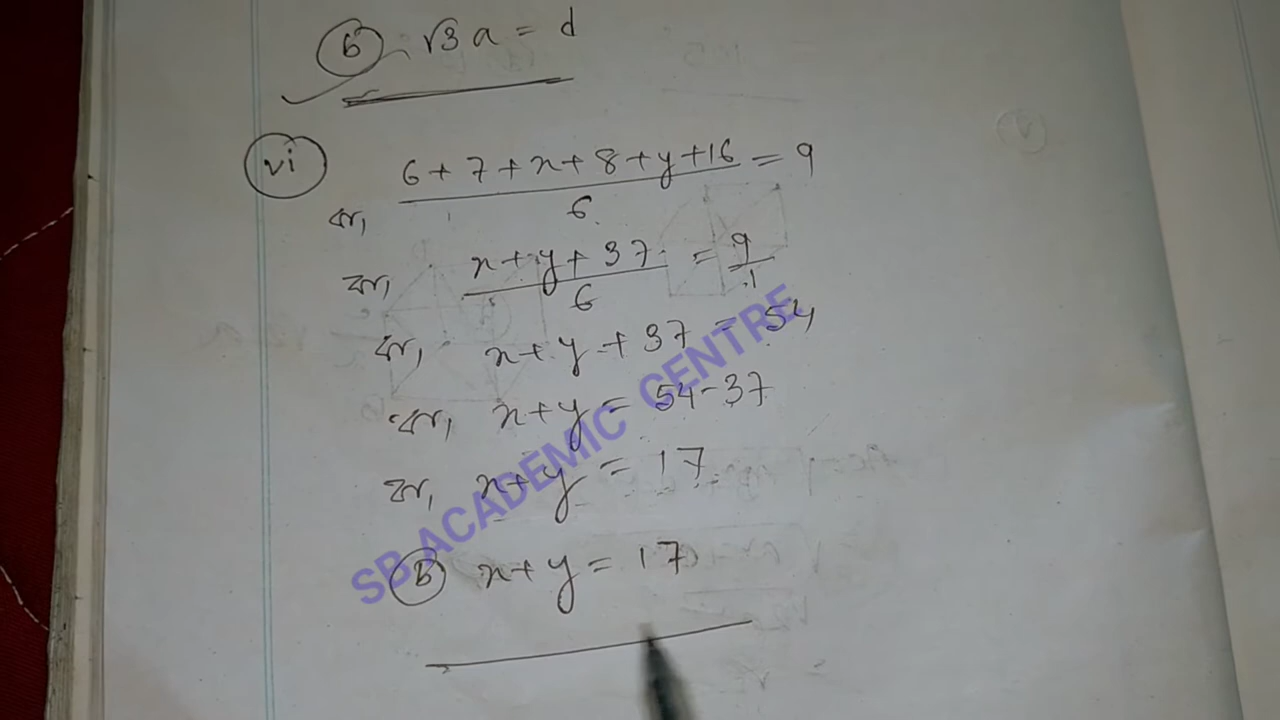 (b) √3 a = d
(vi) 6 + 7 + x + 8 + y + 16 / 6 = 9
বা, x + y + 37 / 6 = 9 / 1
বা, x + y + 37 = 54
বা, x + y = 54 - 37
বা, x + y = 17
(B) x + y = 17
SB ACADEMIC CENTRE